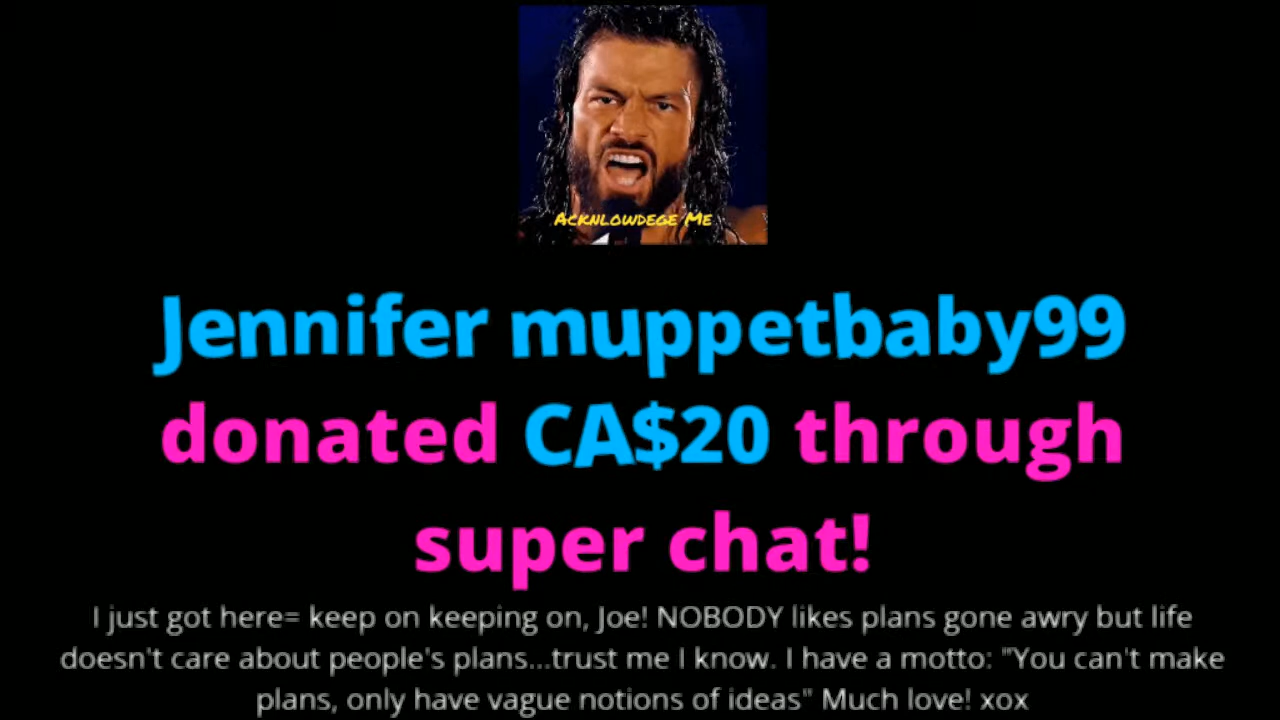 Acknlowdege Me
Jennifer muppetbaby99
donated CA$20 through
super chat!
I just got here= keep on keeping on, Joe! NOBODY likes plans gone awry but life
doesn't care about people's plans...trust me I know. I have a motto: "You can't make
plans, only have vague notions of ideas" Much love! xox